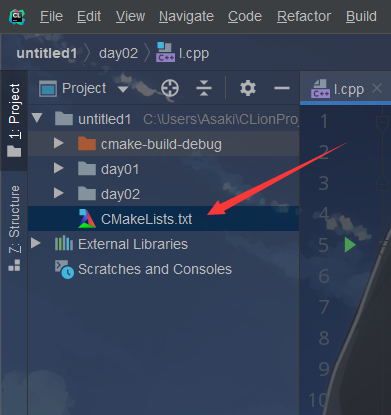 CL File Edit View Navigate Code Refactor Build
untitled1 day02 l.cpp
Project l.cpp
1: Project
Z: Structure
untitled1 C:\Users\Asaki\CLionPro
cmake-build-debug
day01
day02
CMakeLists.txt
External Libraries
Scratches and Consoles
1
2
3
4
5
6
7
8
9
10